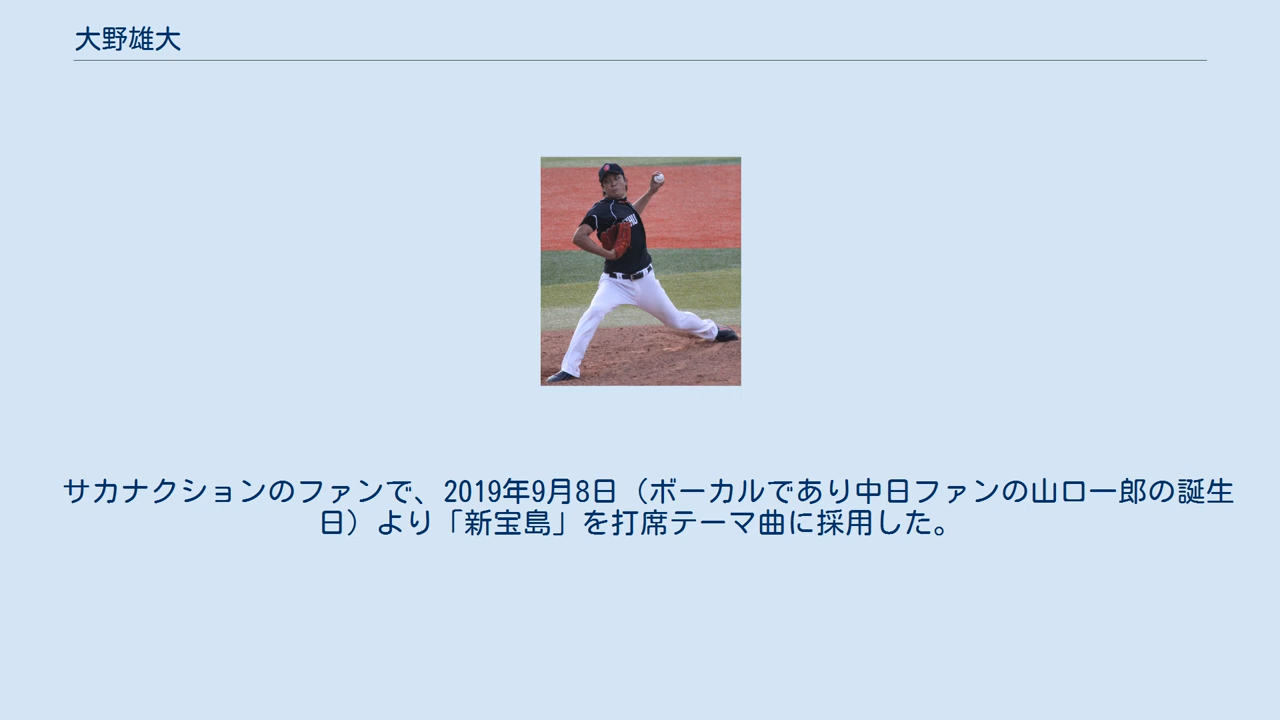 大野雄大
サカナクションのファンで、2019年9月8日（ボーカルであり中日ファンの山口一郎の誕生
日）より「新宝島」を打席テーマ曲に採用した。